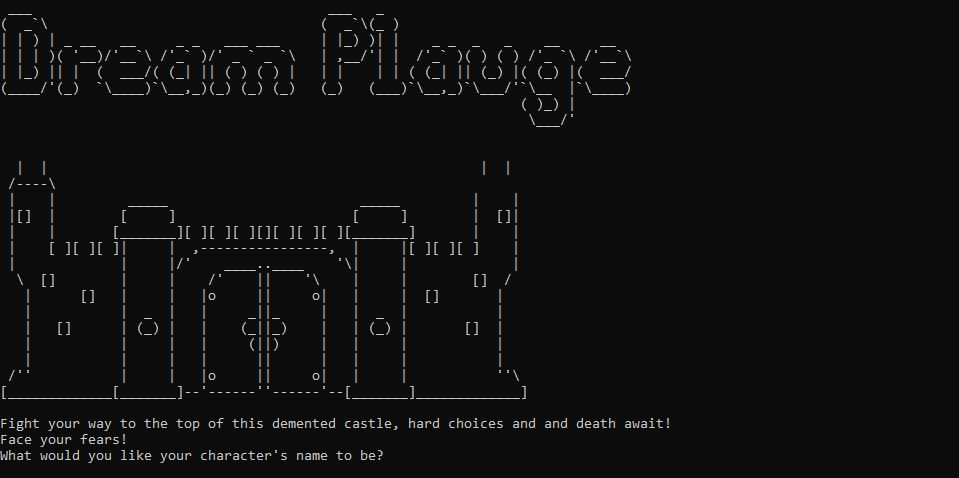 Dream Plauge
Fight your way to the top of this demented castle, hard choices and and death await!
Face your fears!
What would you like your character's name to be?